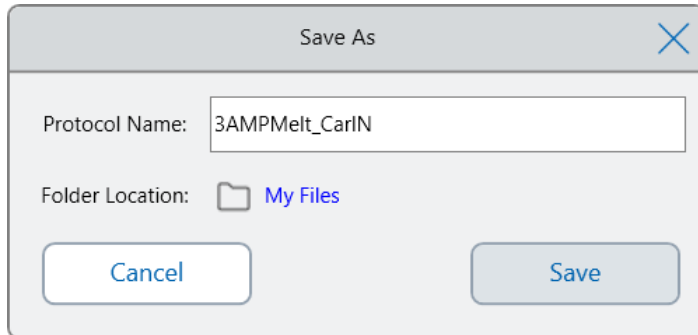 Save As
Protocol Name: 3AMPMelt_CarIN
Folder Location: My Files
Cancel Save